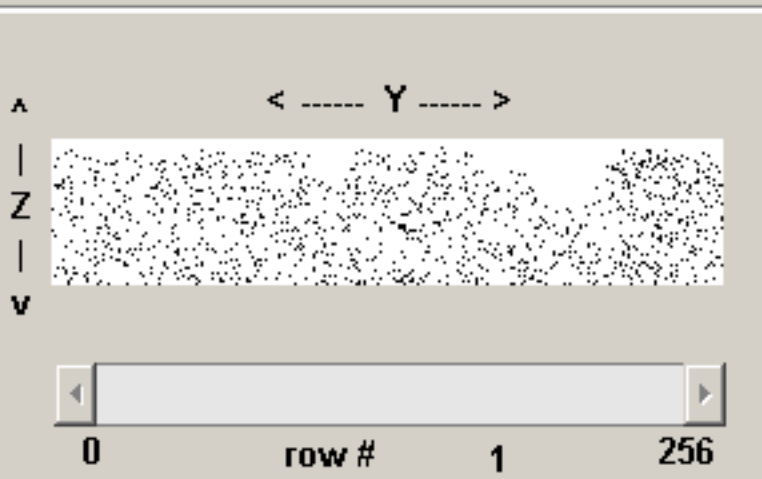 < ------ Y ------ >
^
|
Z
|
v
0 row # 1 256